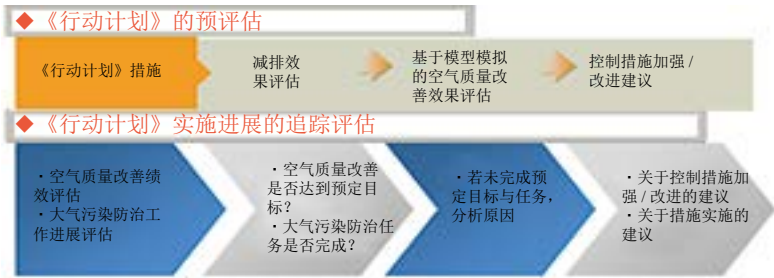 ◆《行动计划》的预评估
《行动计划》措施
减排效
果评估
基于模型模拟
的空气质量改
善效果评估
控制措施加强 /
改进建议
◆《行动计划》实施进展的追踪评估
·空气质量改善绩
效评估
·大气污染防治工
作进展评估
·空气质量改善
是否达到预定目
标?
·大气污染防治任
务是否完成?
·若未完成预
定目标与任务,
分析原因
·关于控制措施加
强 / 改进的建议
·关于措施实施的
建议